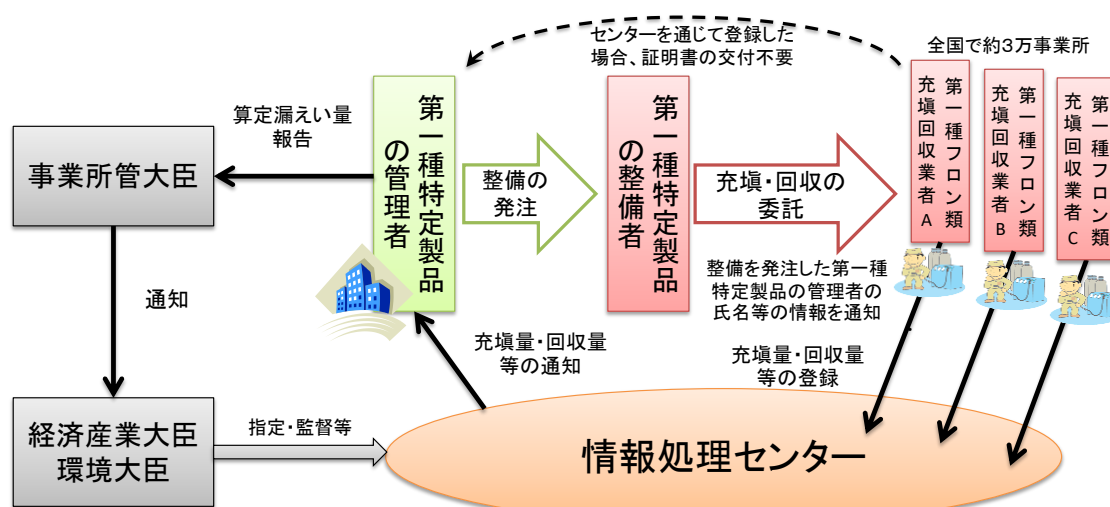 センターを通じて登録した
場合、証明書の交付不要
全国で約3万事業所
算定漏えい量
報告
事業所管大臣
第一種特定製品
の管理者
整備の
発注
第一種特定製品
の整備者
充塡・回収の
委託
第一種フロン類
充塡回収業者A
第一種フロン類
充塡回収業者B
第一種フロン類
充塡回収業者C
整備を発注した第一種
特定製品の管理者の
氏名等の情報を通知
通知
充塡量・回収量
等の通知
充塡量・回収量
等の登録
経済産業大臣
環境大臣
指定・監督等
情報処理センター